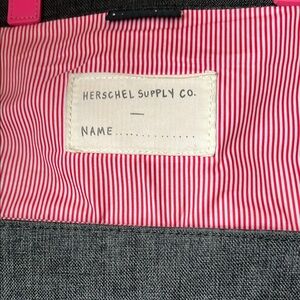 HERSCHEL SUPPLY CO.
—
NAME..............